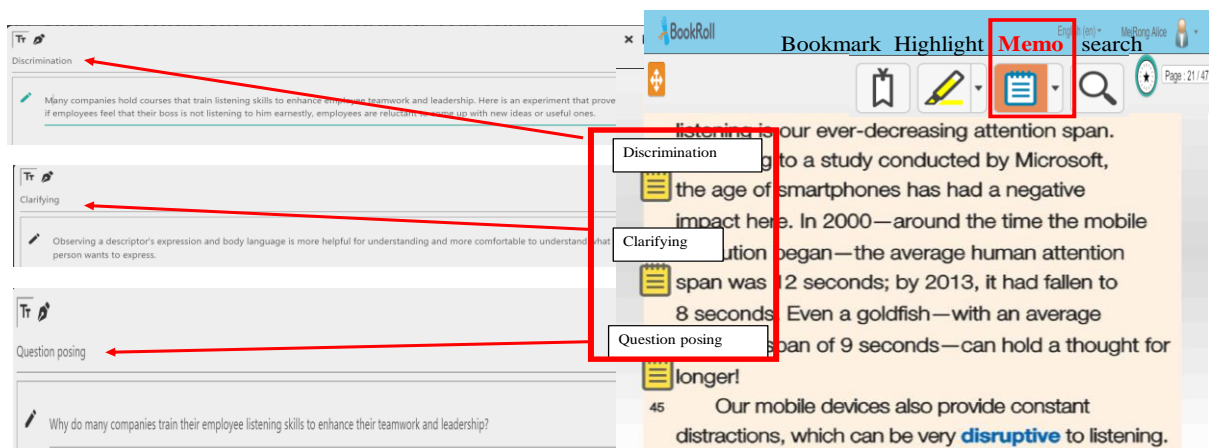 Tт
Discrimination
Many companies hold courses that train listening skills to enhance employee teamwork and leadership. Here is an experiment that prove
if employees feel that their boss is not listening to him earnestly, employees are reluctant to come up with new ideas or useful ones.
Tт
Clarifying
Observing a descriptor's expression and body language is more helpful for understanding and more comfortable to understand what
person wants to express.
Tт
Question posing
Why do many companies train their employee listening skills to enhance their teamwork and leadership?
BookRoll
English (en)
MeiRong Alice
Bookmark Highlight Memo search
Page : 21 / 47
listening is our ever-decreasing attention span.
Discrimination
to a study conducted by Microsoft,
the age of smartphones has had a negative
impact here. In 2000—around the time the mobile
Clarifying
began—the average human attention
span was 12 seconds; by 2013, it had fallen to
8 seconds. Even a goldfish—with an average
Question posing
span of 9 seconds—can hold a thought for
longer!
45 Our mobile devices also provide constant
distractions, which can be very disruptive to listening.